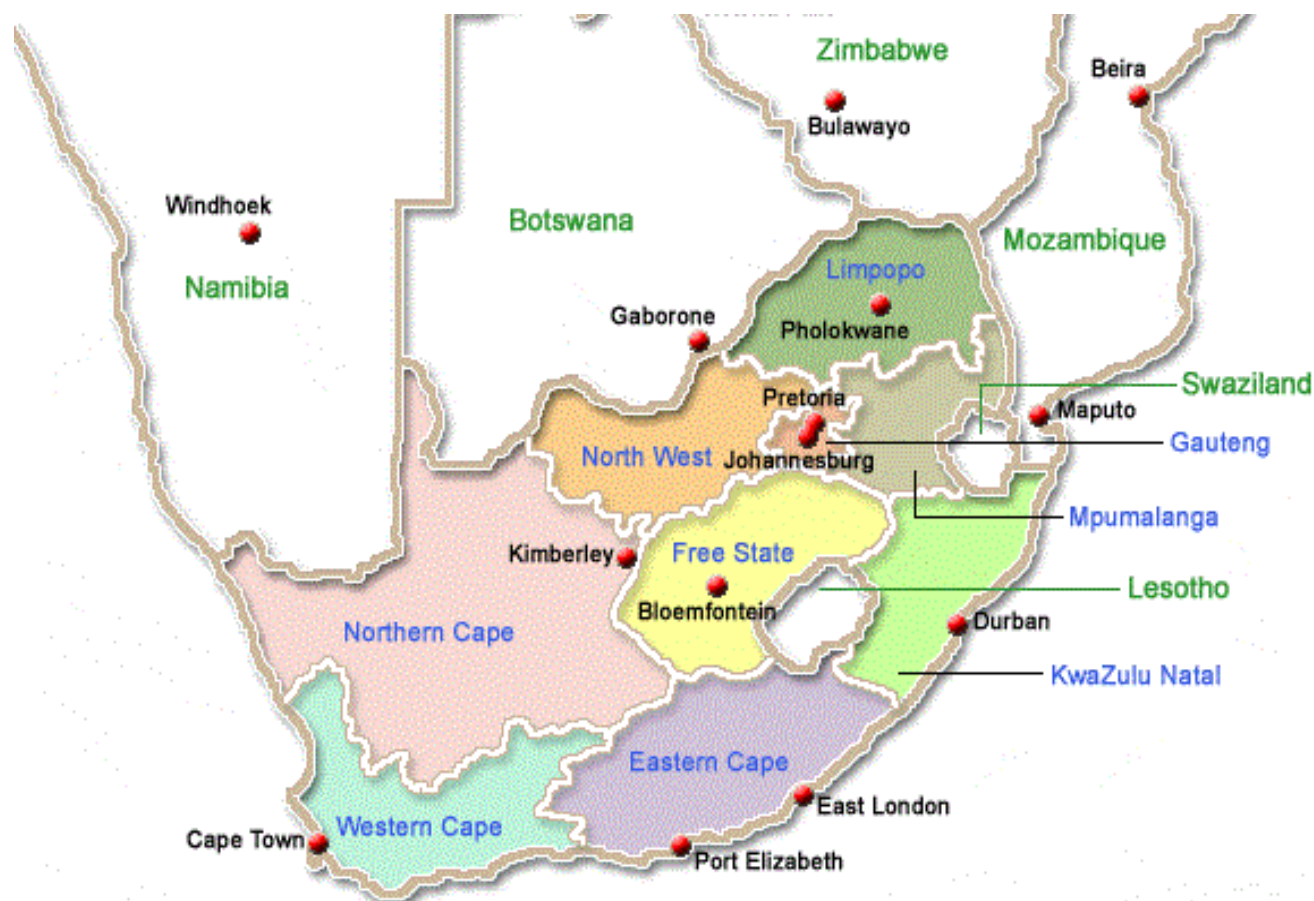 Zimbabwe
Beira
Bulawayo
Windhoek
Botswana
Mozambique
Namibia
Limpopo
Gaborone
Pholokwane
Swaziland
Pretoria
Maputo
Gauteng
North West
Johannesburg
Mpumalanga
Kimberley
Free State
Lesotho
Bloemfontein
Durban
Northern Cape
KwaZulu Natal
Eastern Cape
East London
Western Cape
Cape Town
Port Elizabeth